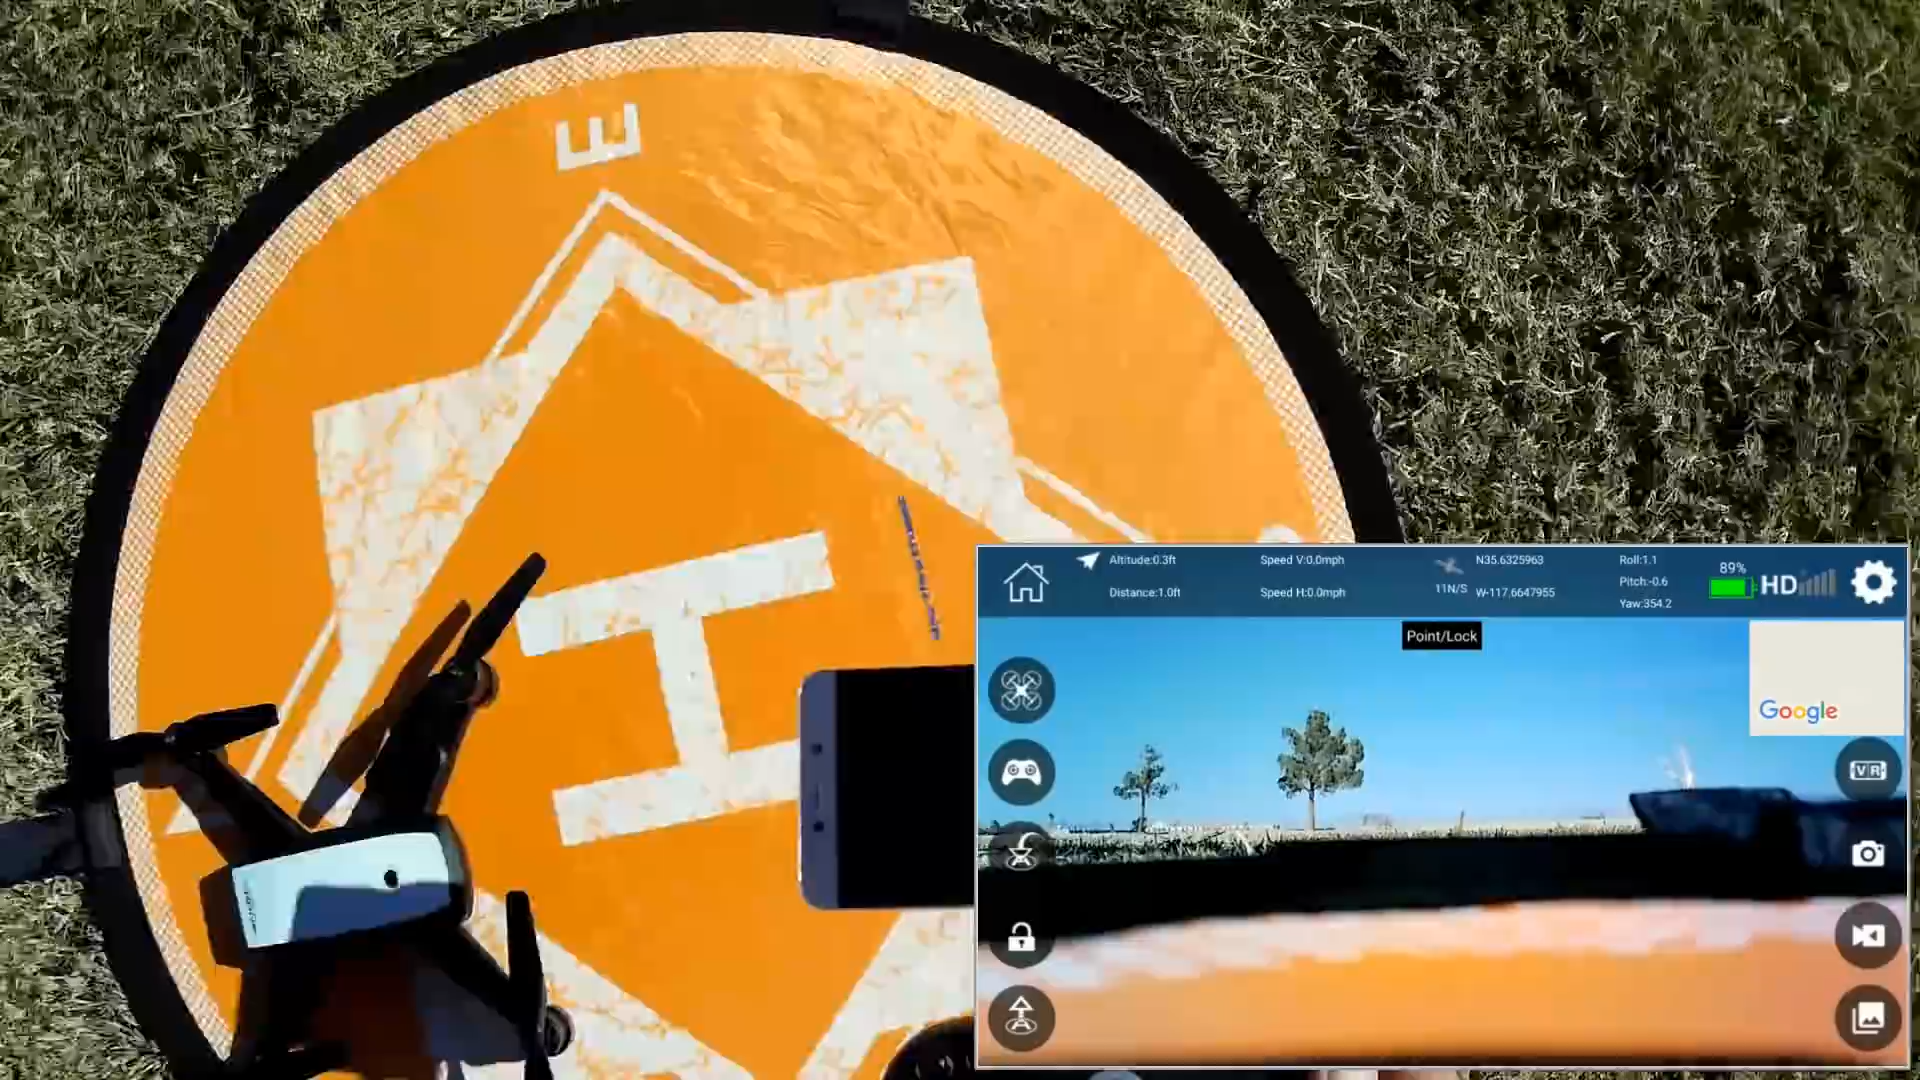 E
H
Altitude:0.3ft
Speed V:0.0mph
N35.6325963
Roll:1.1
Distance:1.0ft
Speed H:0.0mph
11N/S
W-117.6647955
Pitch:-0.6
Yaw:354.2
89%
HD
Point/Lock
Google
VR